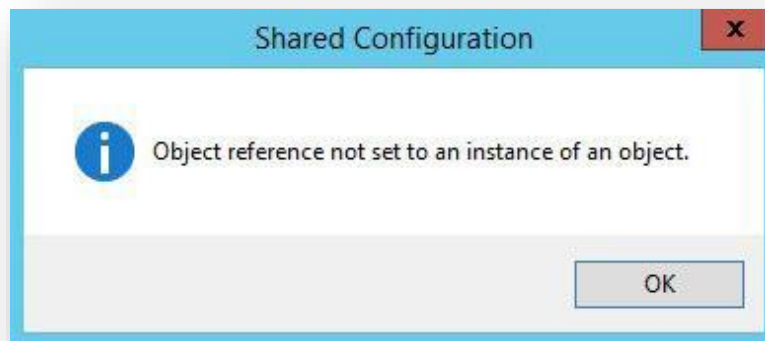 Shared Configuration
x
Object reference not set to an instance of an object.
OK